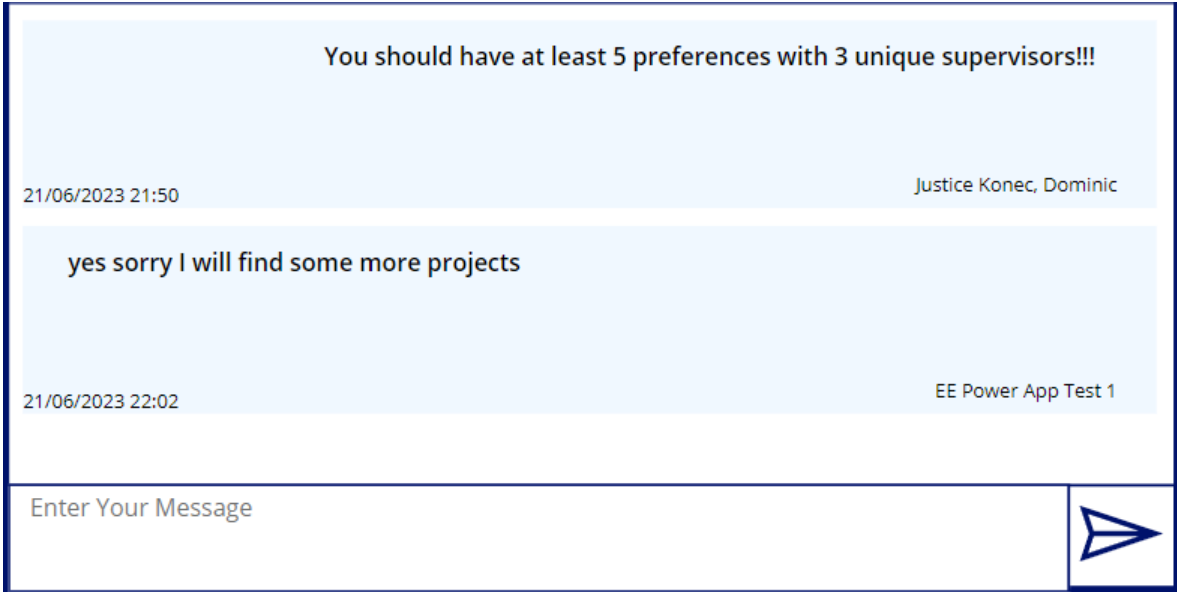 You should have at least 5 preferences with 3 unique supervisors!!!
21/06/2023 21:50
Justice Konec, Dominic
yes sorry I will find some more projects
21/06/2023 22:02
EE Power App Test 1
Enter Your Message